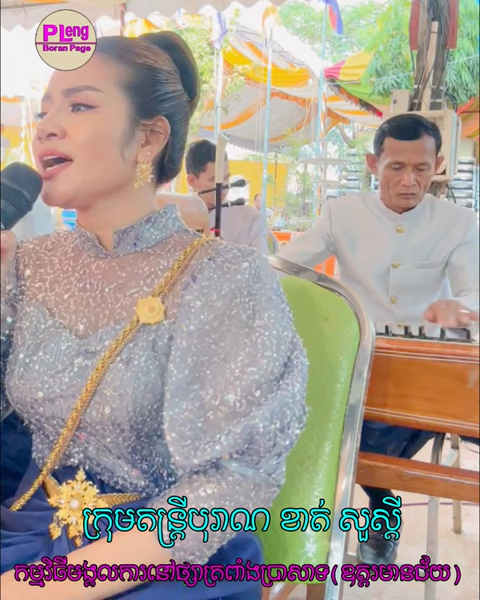 PLeng
Boran Page
ក្រុមតន្ត្រីបុរាណ ខាត់ សួស្តី
កម្មវិធីមង្គលការនៅផ្សាត្រពាំងប្រាសាទ(ឧត្តរមានជ័យ)